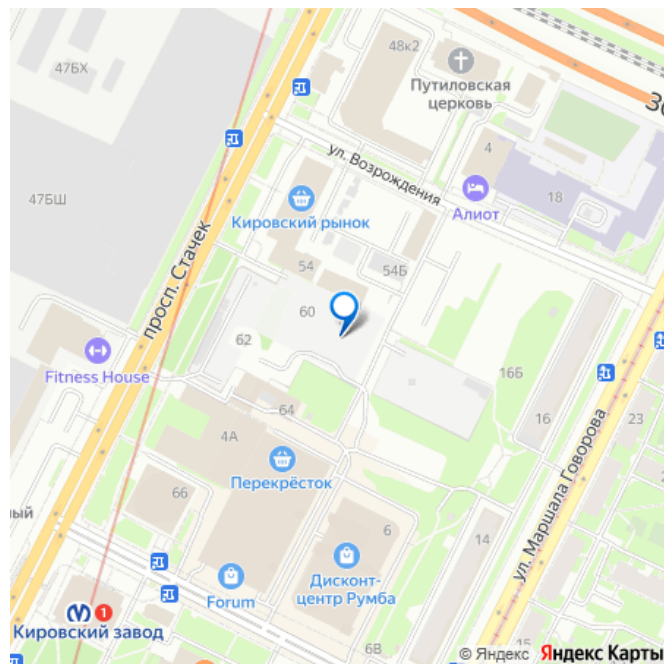 48к2
47БХ
Путиловская
церковь
ул. Возрождения
4
18
Алиот
47БШ
Кировский рынок
просп. Стачек
54
54Б
60
62
Fitness House
16Б
64
16
23
4А
Перекрёсток
ул. Маршала Говорова
66
6
14
Дисконт-
центр Румба
Forum
1
Кировский завод
6В
15
© Яндекс Яндекс Карты